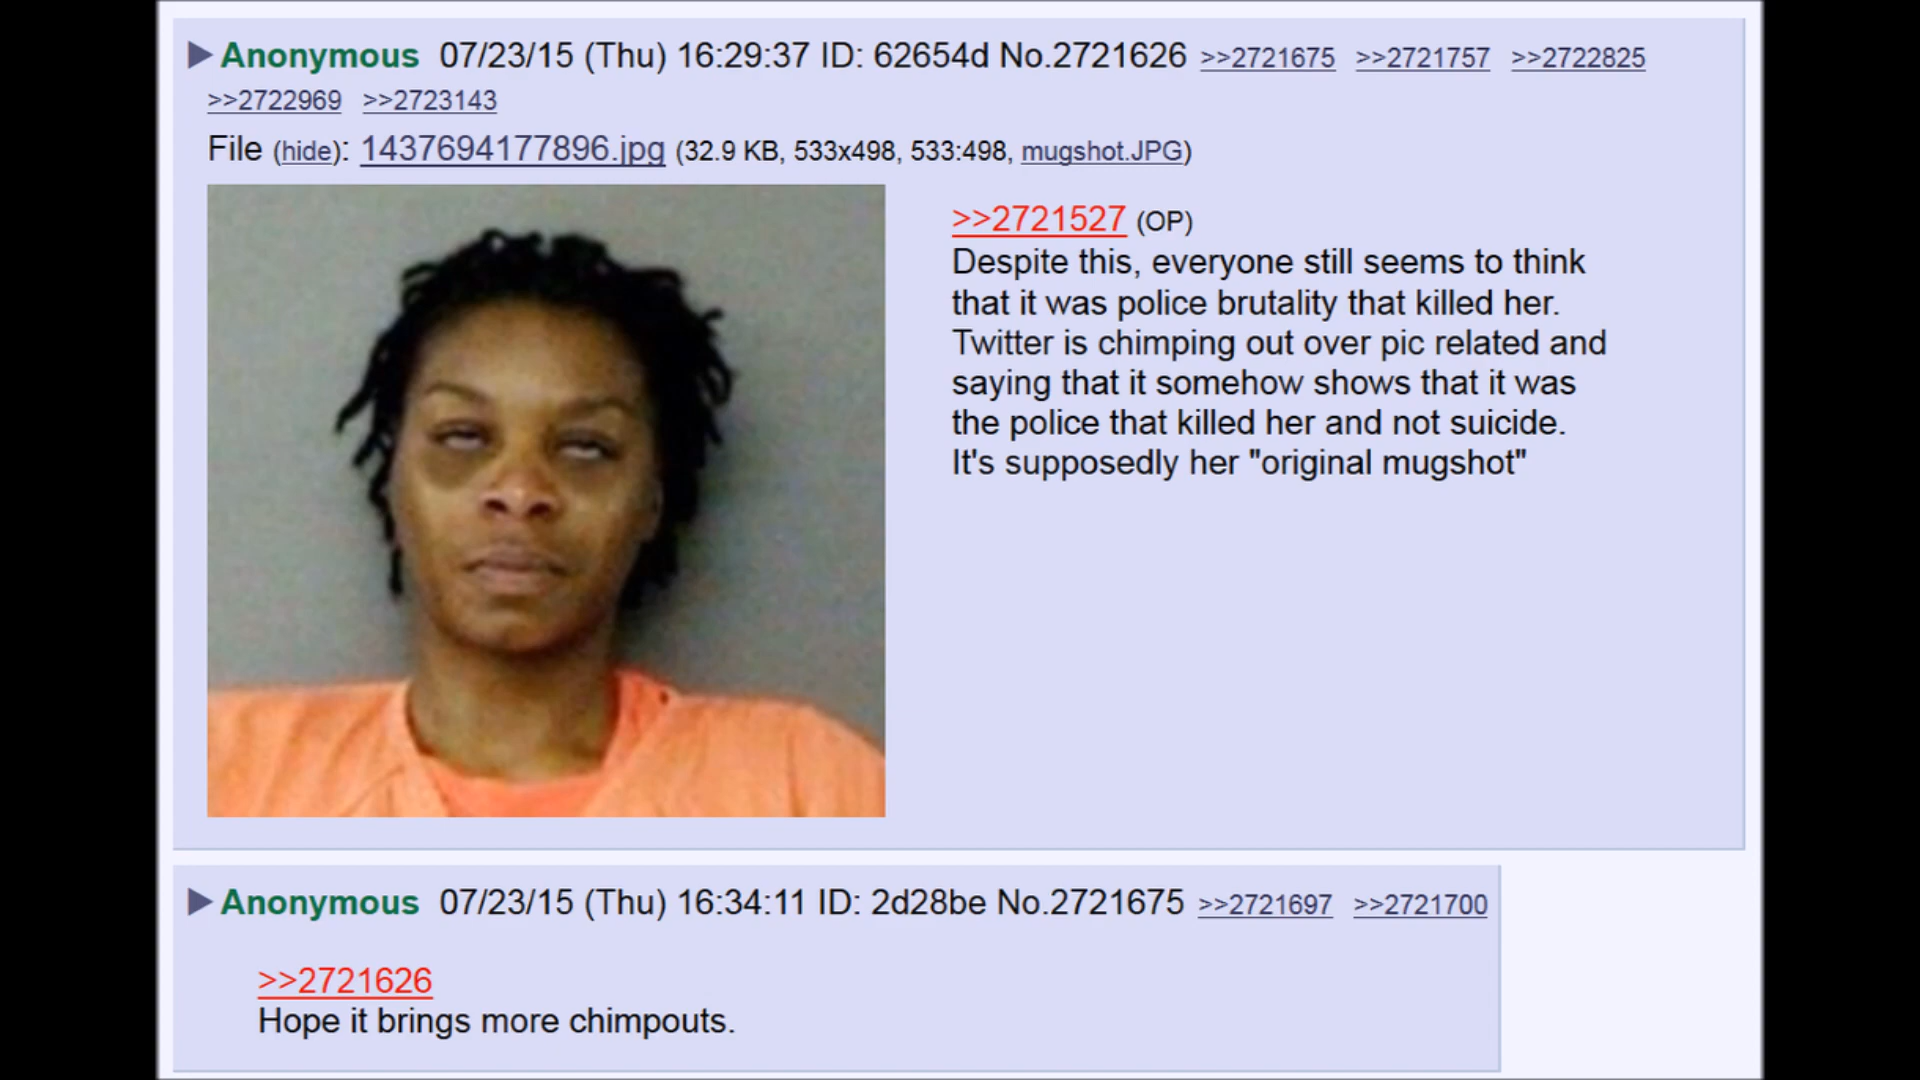 Anonymous 07/23/15 (Thu) 16:29:37 ID: 62654d No.2721626 >>2721675 >>2721757 >>2722825
>>2722969 >>2723143
File (hide): 1437694177896.jpg (32.9 KB, 533x498, 533:498, mugshot.JPG)
>>2721527 (OP)
Despite this, everyone still seems to think
that it was police brutality that killed her.
Twitter is chimping out over pic related and
saying that it somehow shows that it was
the police that killed her and not suicide.
It's supposedly her "original mugshot"
Anonymous 07/23/15 (Thu) 16:34:11 ID: 2d28be No.2721675 >>2721697 >>2721700
>>2721626
Hope it brings more chimpouts.